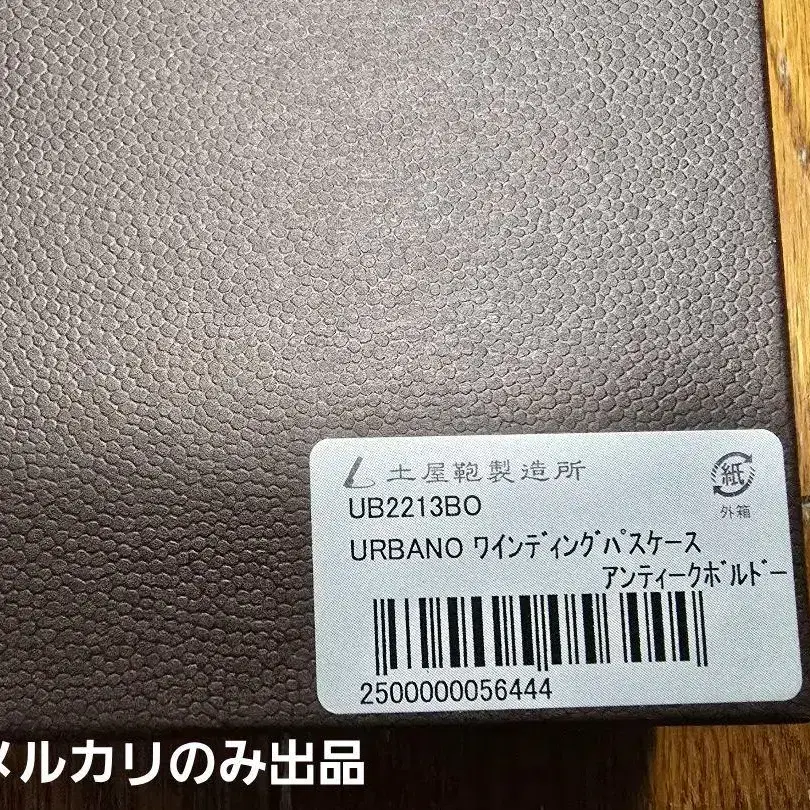 土屋鞄製造所
紙
外箱
UB2213BO
URBANO ワインディングパスケース
アンティークボルドー
2500000056444
メルカリのみ出品